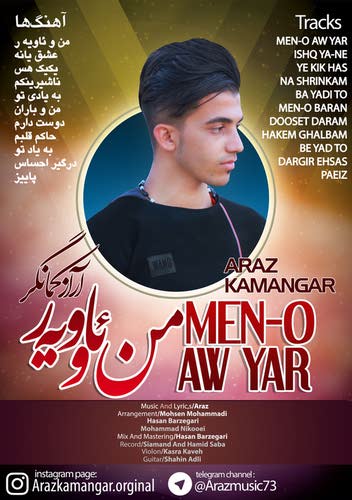 آهنگها
من و ئاویه ر
عشق یانه
یکیک هس
ناشیرینکم
به یادی تو
من و باران
دوست دارم
حاکم قلبم
به یاد تو
درگیر احساس
پاییز
Tracks
MEN-O AW YAR
ISHQ YA-NE
YE KIK HAS
NA SHRINKAM
BA YADI TO
MEN-O BARAN
DOOSET DARAM
HAKEM GHALBAM
BE YAD TO
DARGIR EHSAS
PAEIZ
MAMO
آراز کمانگر
من و ئاویه ر
ARAZ
KAMANGAR
MEN-O
AW YAR
Music And Lyric,s/Araz
Arrangement/Mohsen Mohammadi
Hasan Barzegari
Mohammad Nikooei
Mix And Mastering/Hasan Barzegari
Record/Siamand And Hamid Saba
Violon/Kasra Kaveh
Guitar/Shahin Adli
instagram page:
Arazkamangar.orginal
telegram channel :
@Arazmusic73